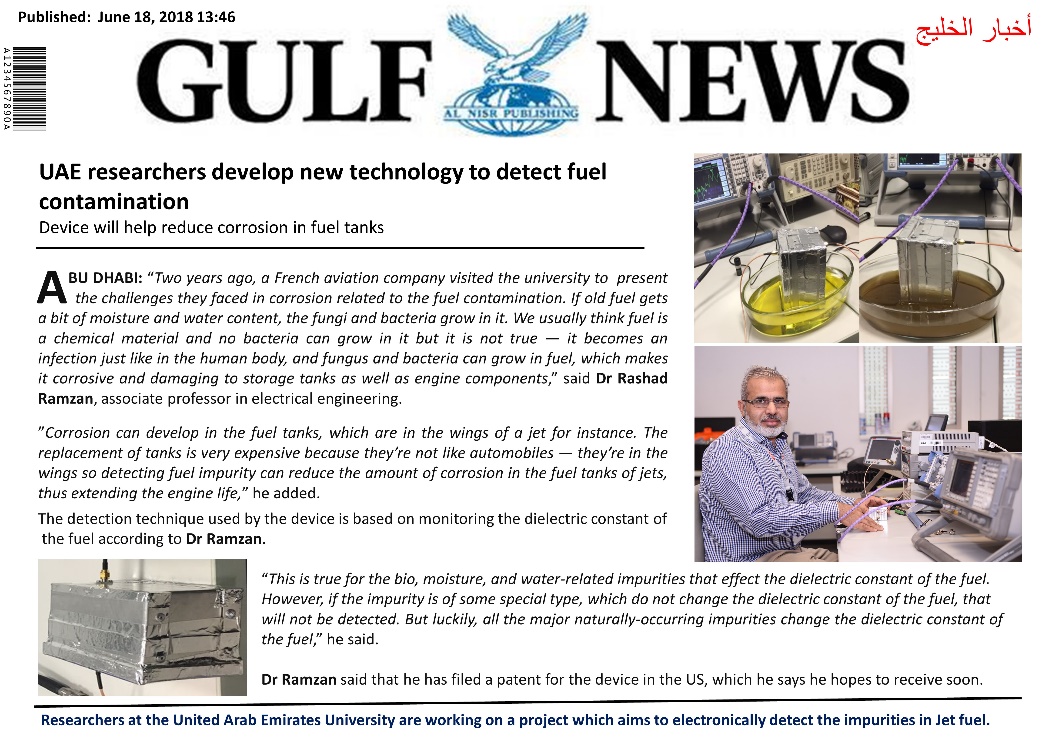 Published: June 18, 2018 13:46
أخبار الخليج
A1234567890A
GULF NEWS
AL NISR PUBLISHING
UAE researchers develop new technology to detect fuel
contamination
Device will help reduce corrosion in fuel tanks
ABU DHABI: “Two years ago, a French aviation company visited the university to present
the challenges they faced in corrosion related to the fuel contamination. If old fuel gets
a bit of moisture and water content, the fungi and bacteria grow in it. We usually think fuel is
a chemical material and no bacteria can grow in it but it is not true — it becomes an
infection just like in the human body, and fungus and bacteria can grow in fuel, which makes
it corrosive and damaging to storage tanks as well as engine components,” said Dr Rashad
Ramzan, associate professor in electrical engineering.
”Corrosion can develop in the fuel tanks, which are in the wings of a jet for instance. The
replacement of tanks is very expensive because they’re not like automobiles — they’re in the
wings so detecting fuel impurity can reduce the amount of corrosion in the fuel tanks of jets,
thus extending the engine life,” he added.
The detection technique used by the device is based on monitoring the dielectric constant of
the fuel according to Dr Ramzan.
“This is true for the bio, moisture, and water-related impurities that effect the dielectric constant of the fuel.
However, if the impurity is of some special type, which do not change the dielectric constant of the fuel, that
will not be detected. But luckily, all the major naturally-occurring impurities change the dielectric constant of
the fuel,” he said.
Dr Ramzan said that he has filed a patent for the device in the US, which he says he hopes to receive soon.
Researchers at the United Arab Emirates University are working on a project which aims to electronically detect the impurities in Jet fuel.